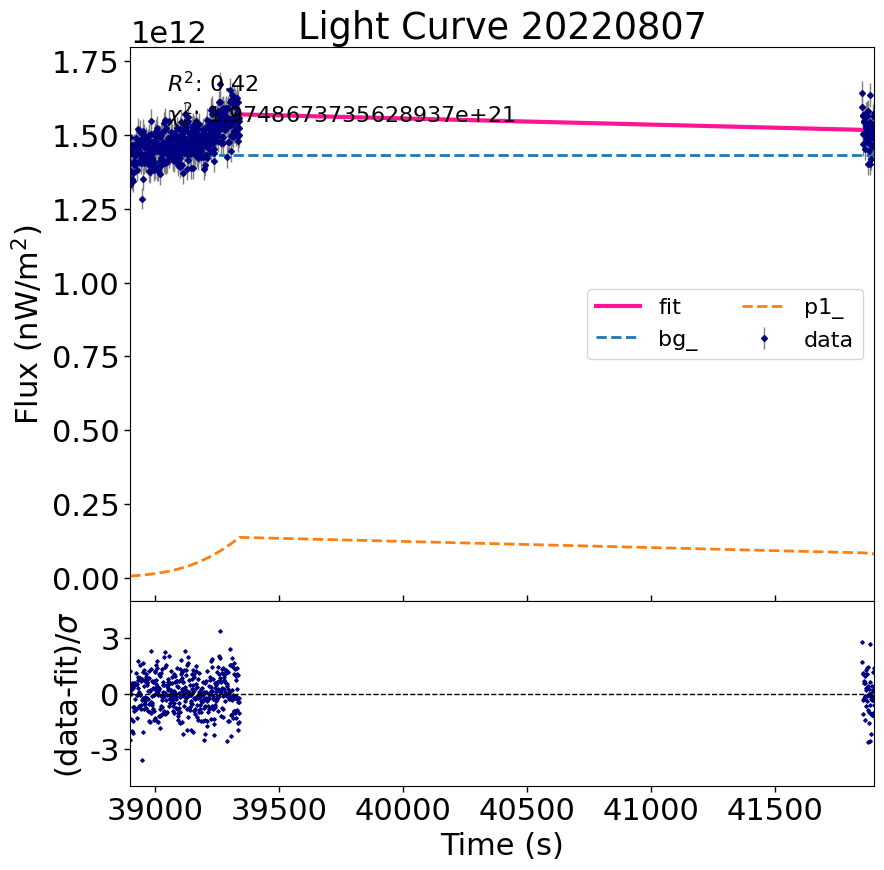 Light Curve 20220807
1e12
1.75
1.50
1.25
1.00
0.75
0.50
0.25
0.00
Flux (nW/m²)
R²: 0.42
fit
bg_
p1_
data
3
0
-3
(data-fit)/σ
39000 39500 40000 40500 41000 41500
Time (s)